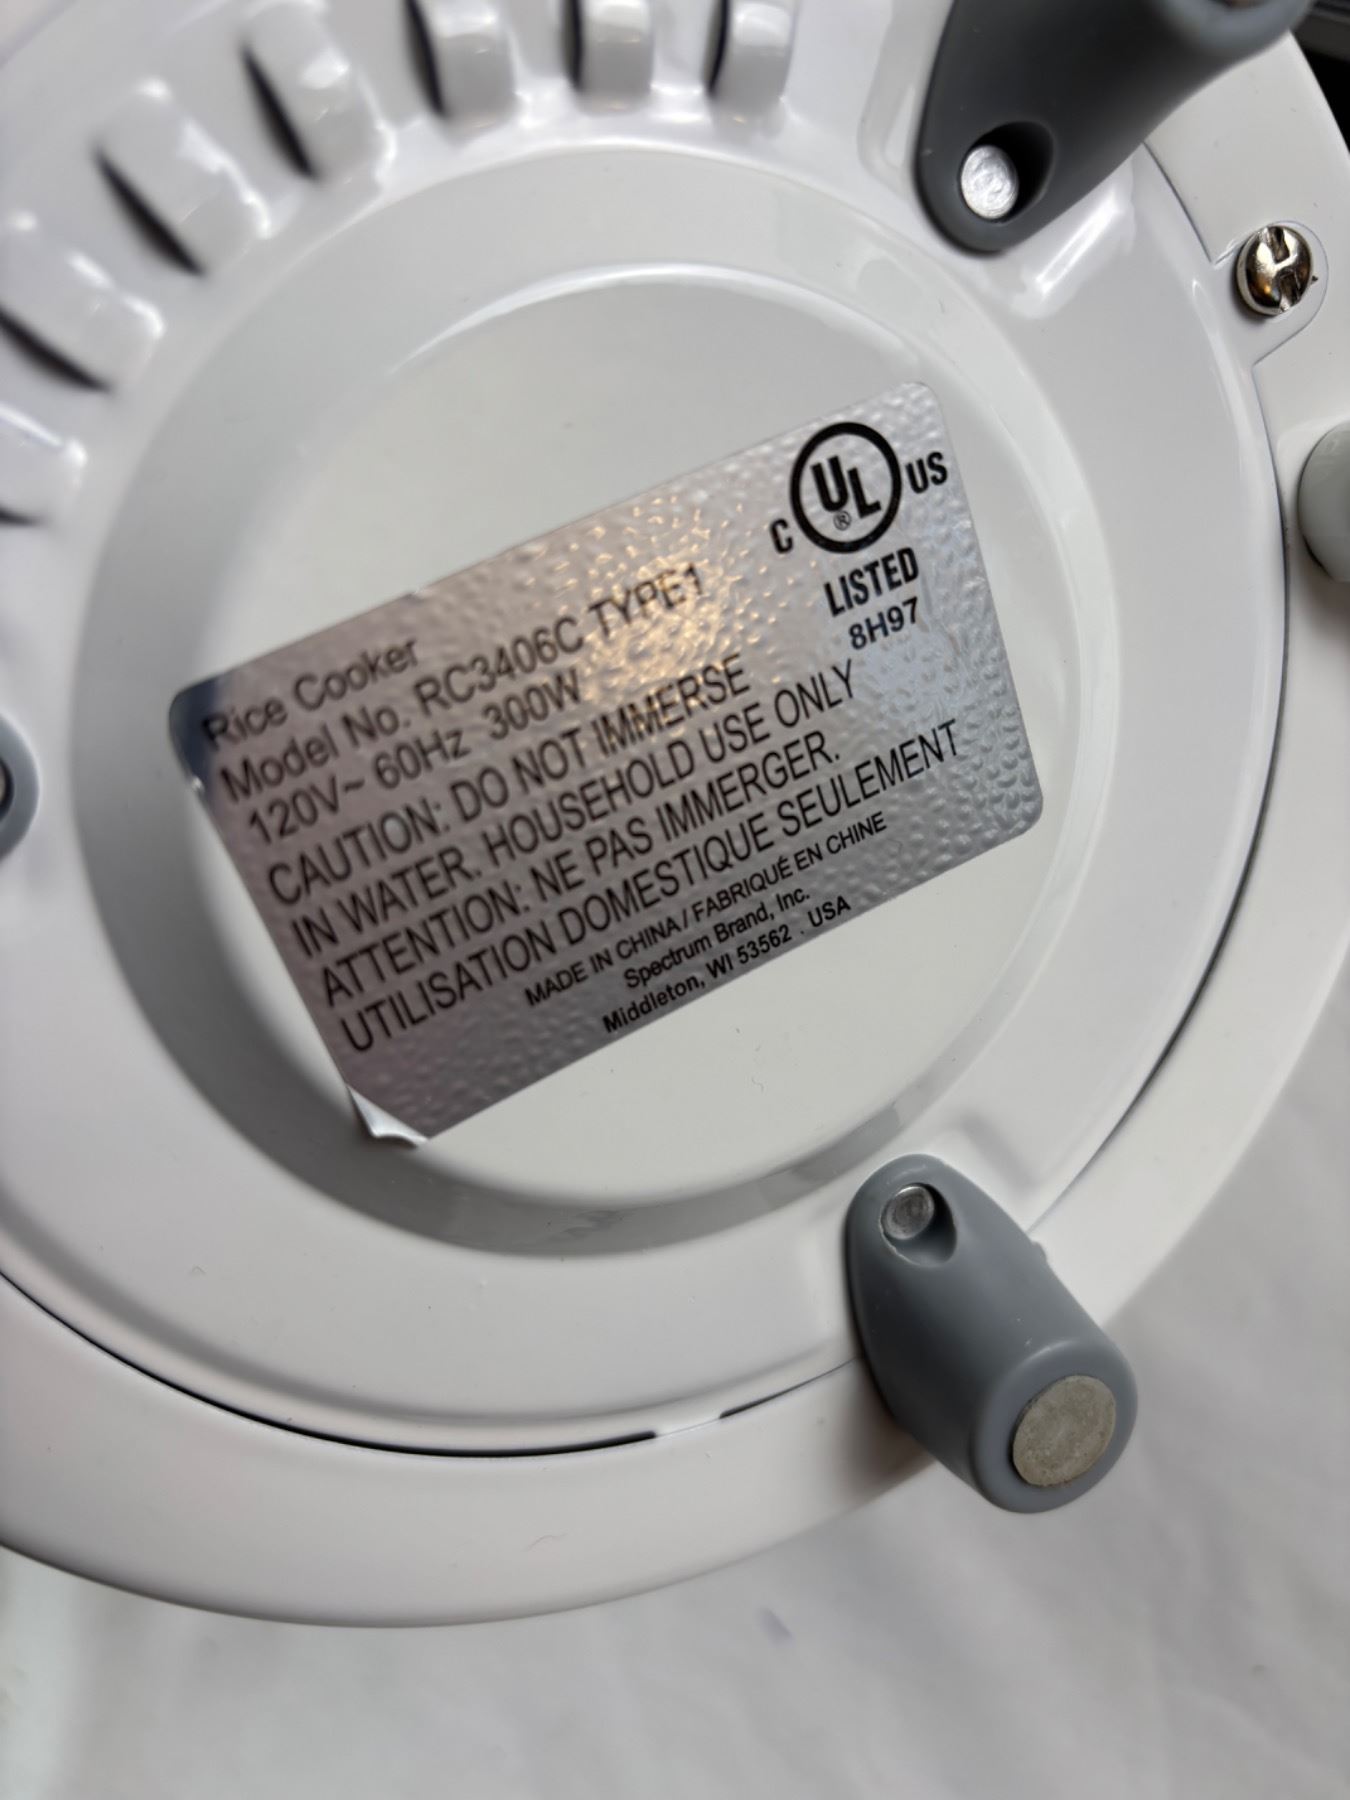 C UL® US
LISTED
8H97
Rice Cooker
Model No. RC3406C TYPE1
120V~ 60Hz 300W
CAUTION: DO NOT IMMERSE
IN WATER. HOUSEHOLD USE ONLY
ATTENTION: NE PAS IMMERGER.
UTILISATION DOMESTIQUE SEULEMENT
MADE IN CHINA / FABRIQUÉ EN CHINE
Spectrum Brand, Inc.
Middleton, WI 53562 . USA